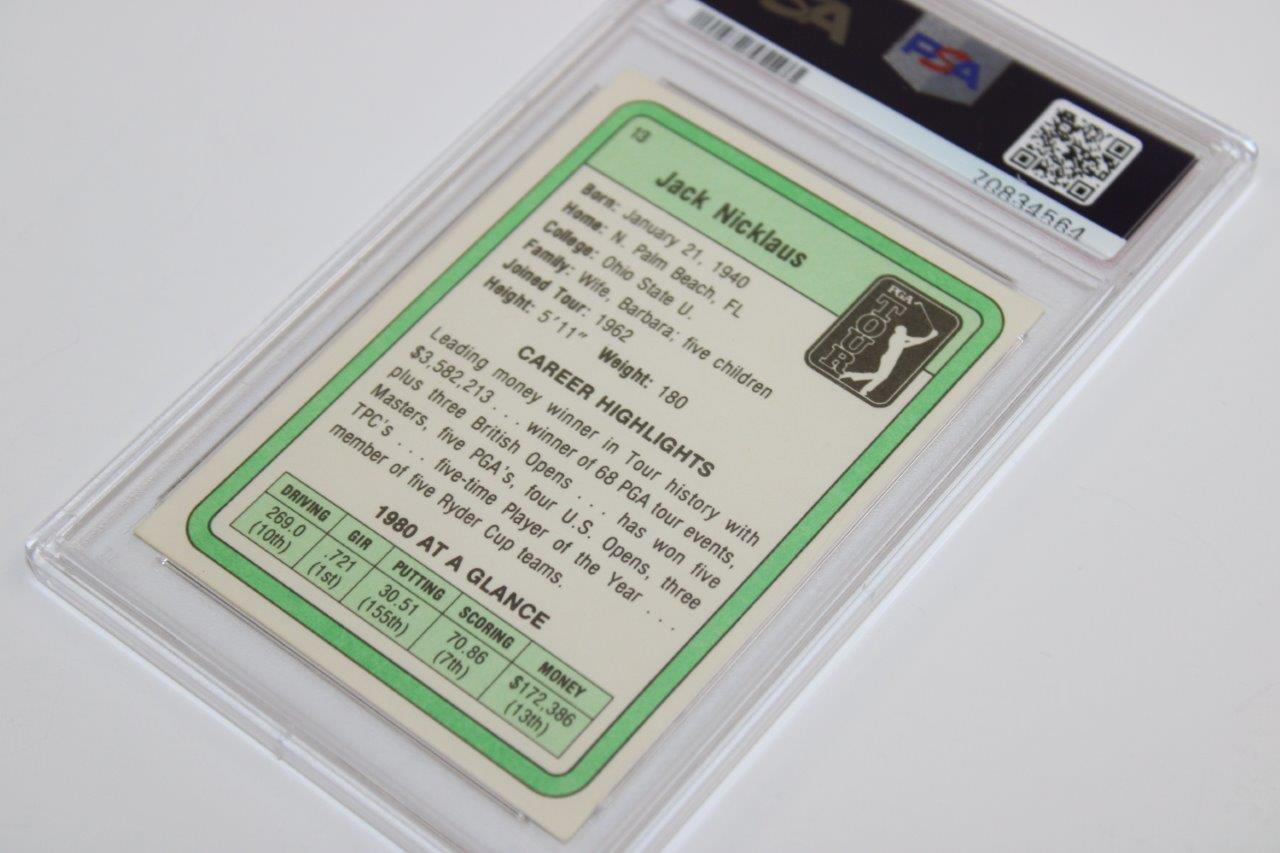 PSA
PSA
70834564
13
Jack Nicklaus
PGA
TOUR
Born: January 21, 1940
Home: N. Palm Beach, FL
College: Ohio State U.
Family: Wife, Barbara; five children
Joined Tour: 1962
Height: 5'11" Weight: 180
CAREER HIGHLIGHTS
Leading money winner in Tour history with
$3,582,213 . . . winner of 68 PGA tour events,
plus three British Opens . . . has won five
Masters, five PGA's, four U.S. Opens, three
TPC's . . . five-time Player of the Year . . .
member of five Ryder Cup teams.
1980 AT A GLANCE
DRIVING GIR PUTTING SCORING MONEY
269.0 .721 30.51 70.86 $172,386
(10th) (1st) (155th) (7th) (13th)